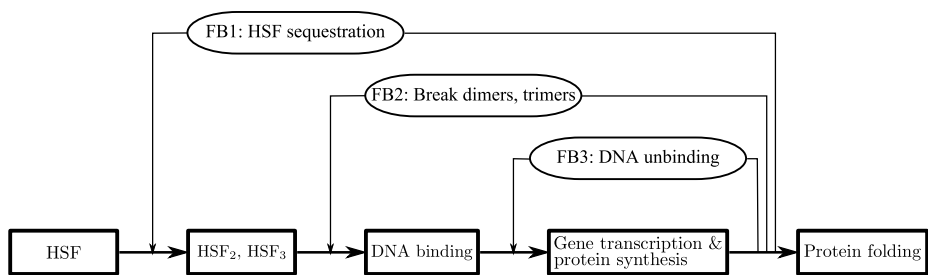 FB1: HSF sequestration
FB2: Break dimers, trimers
FB3: DNA unbinding
HSF
HSF₂, HSF₃
DNA binding
Gene transcription &
protein synthesis
Protein folding